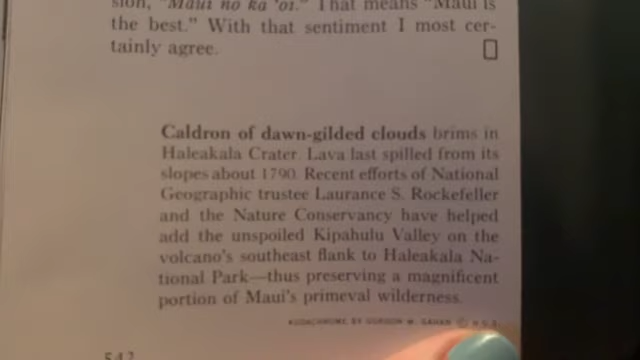 sion, "Maui no ka 'oi." That means "Maui is
the best." With that sentiment I most cer-
tainly agree.
Caldron of dawn-gilded clouds brims in
Haleakala Crater. Lava last spilled from its
slopes about 1790. Recent efforts of National
Geographic trustee Laurance S. Rockefeller
and the Nature Conservancy have helped
add the unspoiled Kipahulu Valley on the
volcano's southeast flank to Haleakala Na-
tional Park—thus preserving a magnificent
portion of Maui's primeval wilderness.
KODACHROME BY GORDON W. GAHAN © N.G.S.
542